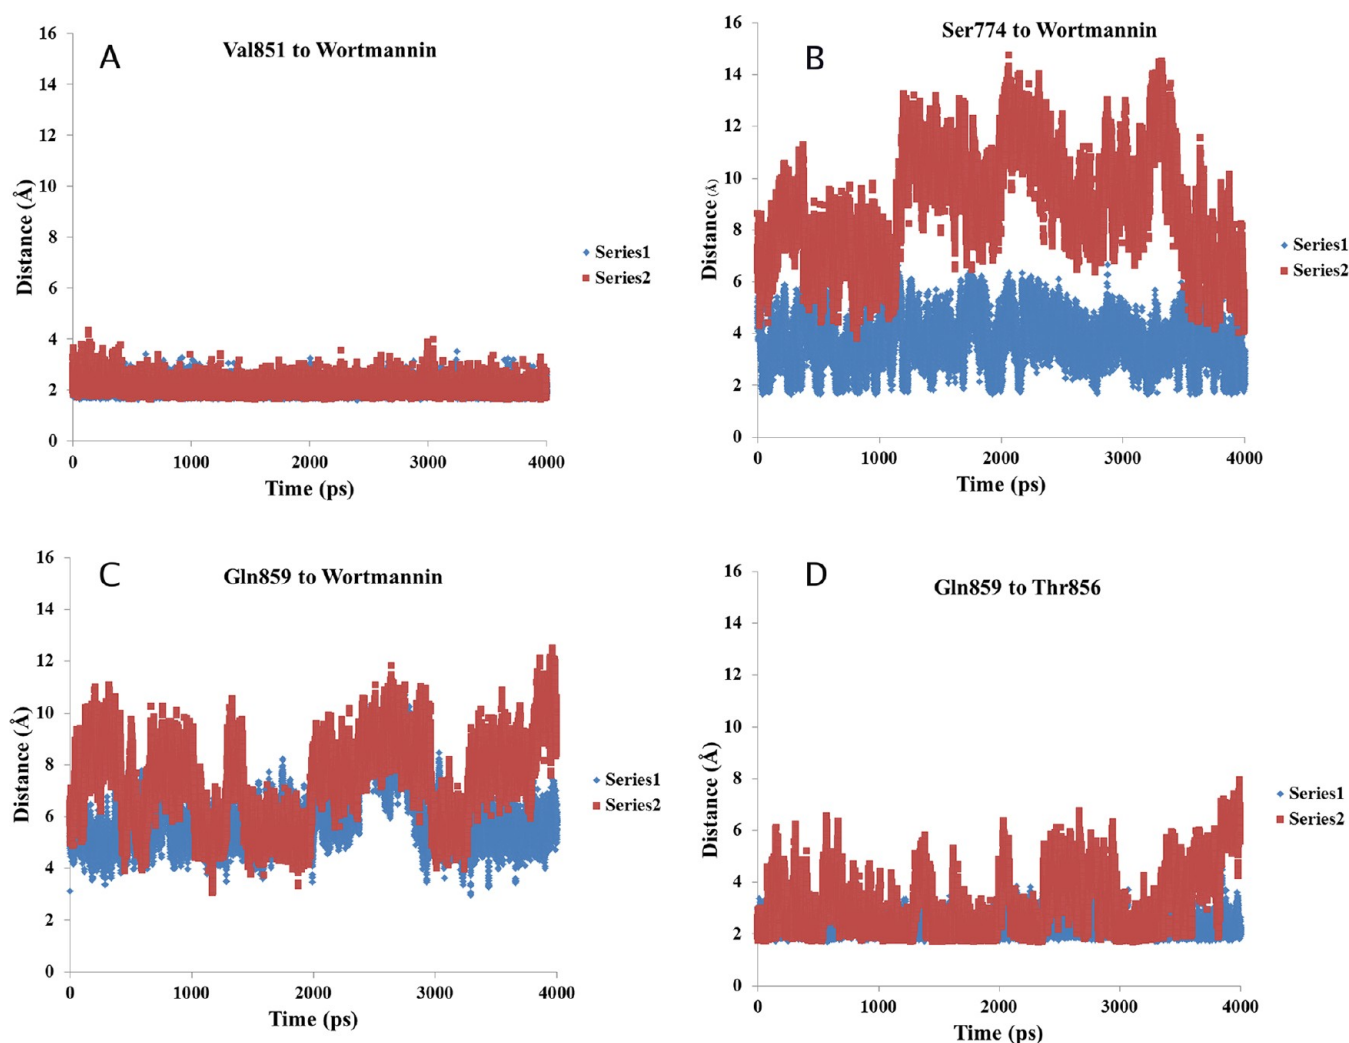 A
Val851 to Wortmannin
16
14
12
10
8
6
4
2
0
Distance (Å)
0 1000 2000 3000 4000
Time (ps)
Series1
Series2
B
Ser774 to Wortmannin
16
14
12
10
8
6
4
2
0
Distance (Å)
0 1000 2000 3000 4000
Time (ps)
Series1
Series2
C
Gln859 to Wortmannin
16
14
12
10
8
6
4
2
0
Distance (Å)
0 1000 2000 3000 4000
Time (ps)
Series1
Series2
D
Gln859 to Thr856
16
14
12
10
8
6
4
2
0
Distance (Å)
0 1000 2000 3000 4000
Time (ps)
Series1
Series2